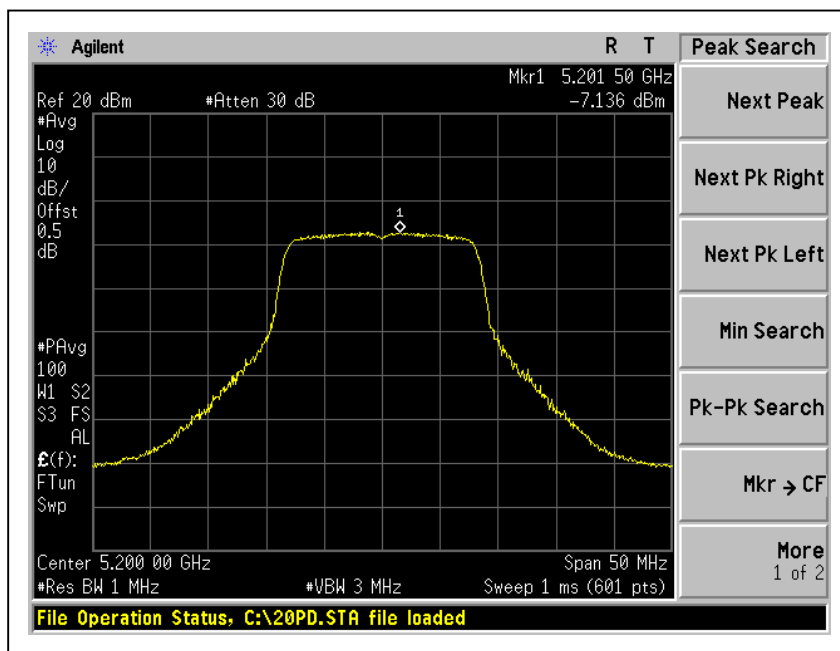 Agilent R T Peak Search
Mkr1 5.201 50 GHz
Ref 20 dBm #Atten 30 dB -7.136 dBm
#Avg
Log
10
dB/
Offst
0.5
dB
1
#PAvg
100
W1 S2
S3 FS
AL
£(f):
FTun
Swp
Center 5.200 00 GHz Span 50 MHz
#Res BW 1 MHz #VBW 3 MHz Sweep 1 ms (601 pts)
File Operation Status, C:\20PD.STA file loaded
Next Peak
Next Pk Right
Next Pk Left
Min Search
Pk-Pk Search
Mkr → CF
More
1 of 2